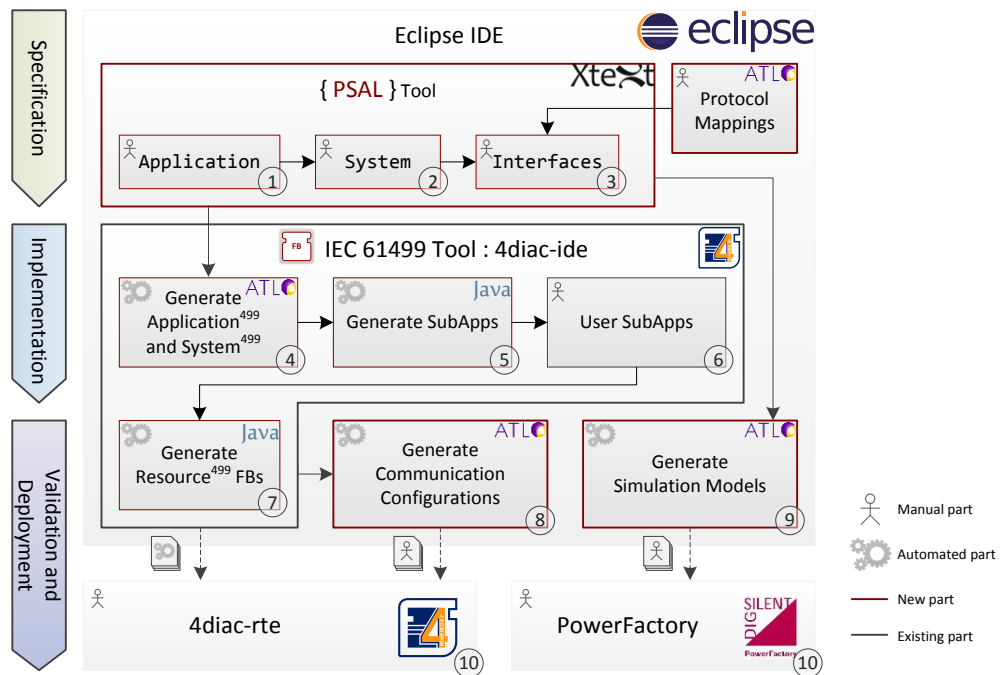 Specification
Implementation
Validation and
Deployment
Eclipse IDE
eclipse
{ PSAL } Tool
Xtext
ATL
Protocol
Mappings
Application
1
System
2
Interfaces
3
FB
IEC 61499 Tool : 4diac-ide
4
ATL
Generate
Application499
and System499
4
Java
Generate SubApps
5
User SubApps
6
Java
Generate
Resource499 FBs
7
ATL
Generate
Communication
Configurations
8
ATL
Generate
Simulation Models
9
4diac-rte
4
10
PowerFactory
DIG
SILENT
PowerFactory
10
Manual part
Automated part
New part
Existing part